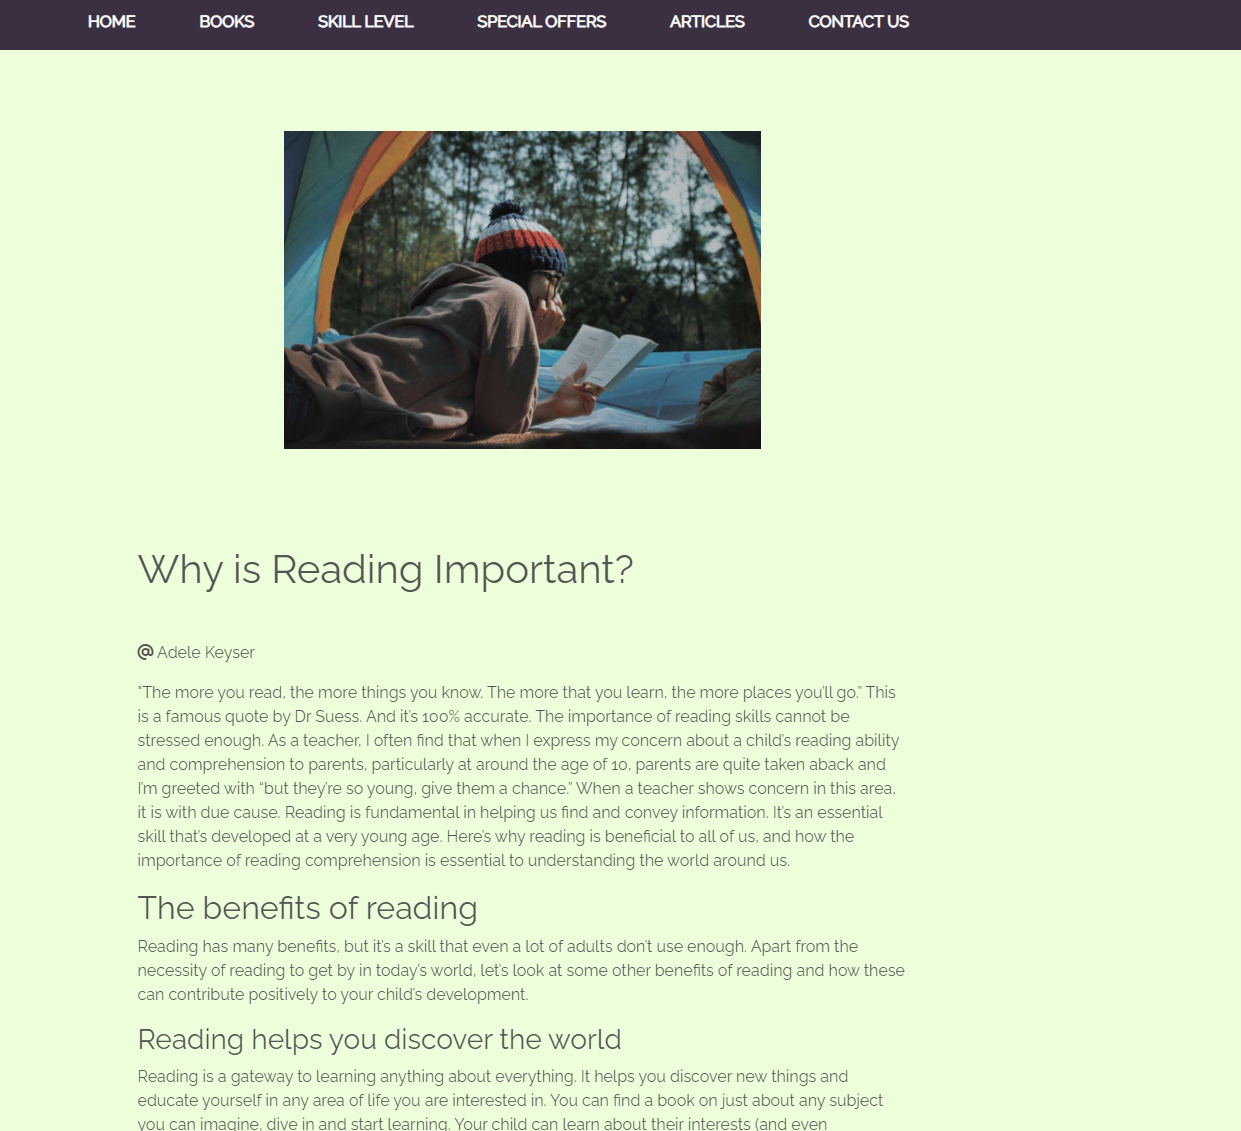 HOME BOOKS SKILL LEVEL SPECIAL OFFERS ARTICLES CONTACT US
Why is Reading Important?
@ Adele Keyser
“The more you read, the more things you know. The more that you learn, the more places you’ll go.” This
is a famous quote by Dr Suess. And it’s 100% accurate. The importance of reading skills cannot be
stressed enough. As a teacher, I often find that when I express my concern about a child’s reading ability
and comprehension to parents, particularly at around the age of 10, parents are quite taken aback and
I’m greeted with “but they’re so young, give them a chance.” When a teacher shows concern in this area,
it is with due cause. Reading is fundamental in helping us find and convey information. It’s an essential
skill that’s developed at a very young age. Here’s why reading is beneficial to all of us, and how the
importance of reading comprehension is essential to understanding the world around us.
The benefits of reading
Reading has many benefits, but it’s a skill that even a lot of adults don’t use enough. Apart from the
necessity of reading to get by in today’s world, let’s look at some other benefits of reading and how these
can contribute positively to your child’s development.
Reading helps you discover the world
Reading is a gateway to learning anything about everything. It helps you discover new things and
educate yourself in any area of life you are interested in. You can find a book on just about any subject
you can imagine, dive in and start learning. Your child can learn about their interests (and even